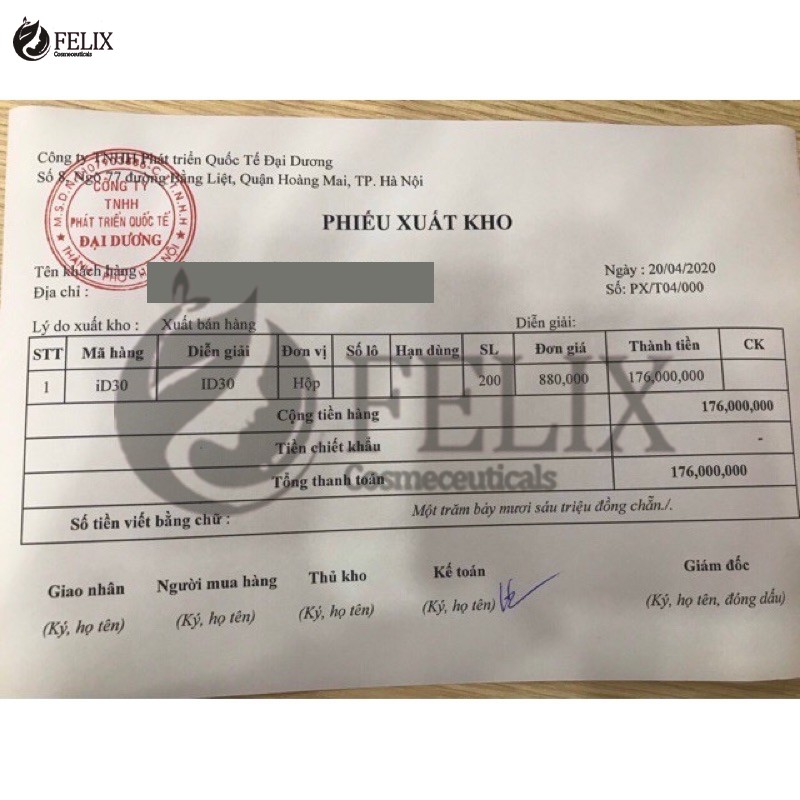 FELIX
Cosmeceuticals
Công ty TNHH Phát triển Quốc Tế Đại Dương
Số 8, Ngõ 77 đường Bằng Liệt, Quận Hoàng Mai, TP. Hà Nội
CÔNG TY
TNHH
PHÁT TRIỂN QUỐC TẾ
ĐẠI DƯƠNG
PHIẾU XUẤT KHO
Tên khách hàng
Ngày : 20/04/2020
Địa chỉ :
Số: PX/T04/000
Lý do xuất kho : Xuất bán hàng Diễn giải:
STT Mã hàng Diễn giải Đơn vị Số lô Hạn dùng SL Đơn giá Thành tiền CK
1 iD30 ID30 Hộp 200 880,000 176,000,000
Cộng tiền hàng 176,000,000
Tiền chiết khấu -
Tổng thanh toán 176,000,000
Số tiền viết bằng chữ : Một trăm bảy mươi sáu triệu đồng chẵn./.
FELIX
Cosmeceuticals
Giao nhân Người mua hàng Thủ kho Kế toán Giám đốc
(Ký, họ tên) (Ký, họ tên) (Ký, họ tên) (Ký, họ tên) (Ký, họ tên, đóng dấu)